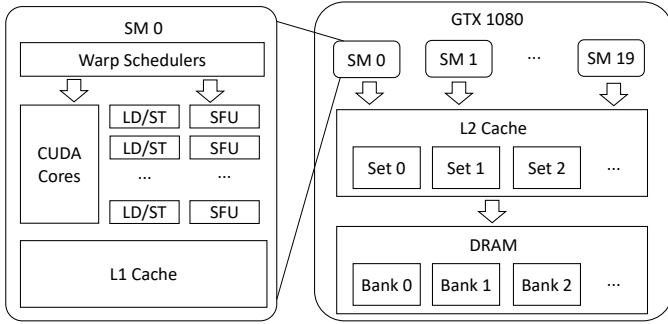 SM 0
Warp Schedulers
CUDA
Cores
LD/ST SFU
LD/ST SFU
... ...
LD/ST SFU
L1 Cache
GTX 1080
SM 0 SM 1 ... SM 19
L2 Cache
Set 0 Set 1 Set 2 ...
DRAM
Bank 0 Bank 1 Bank 2 ...